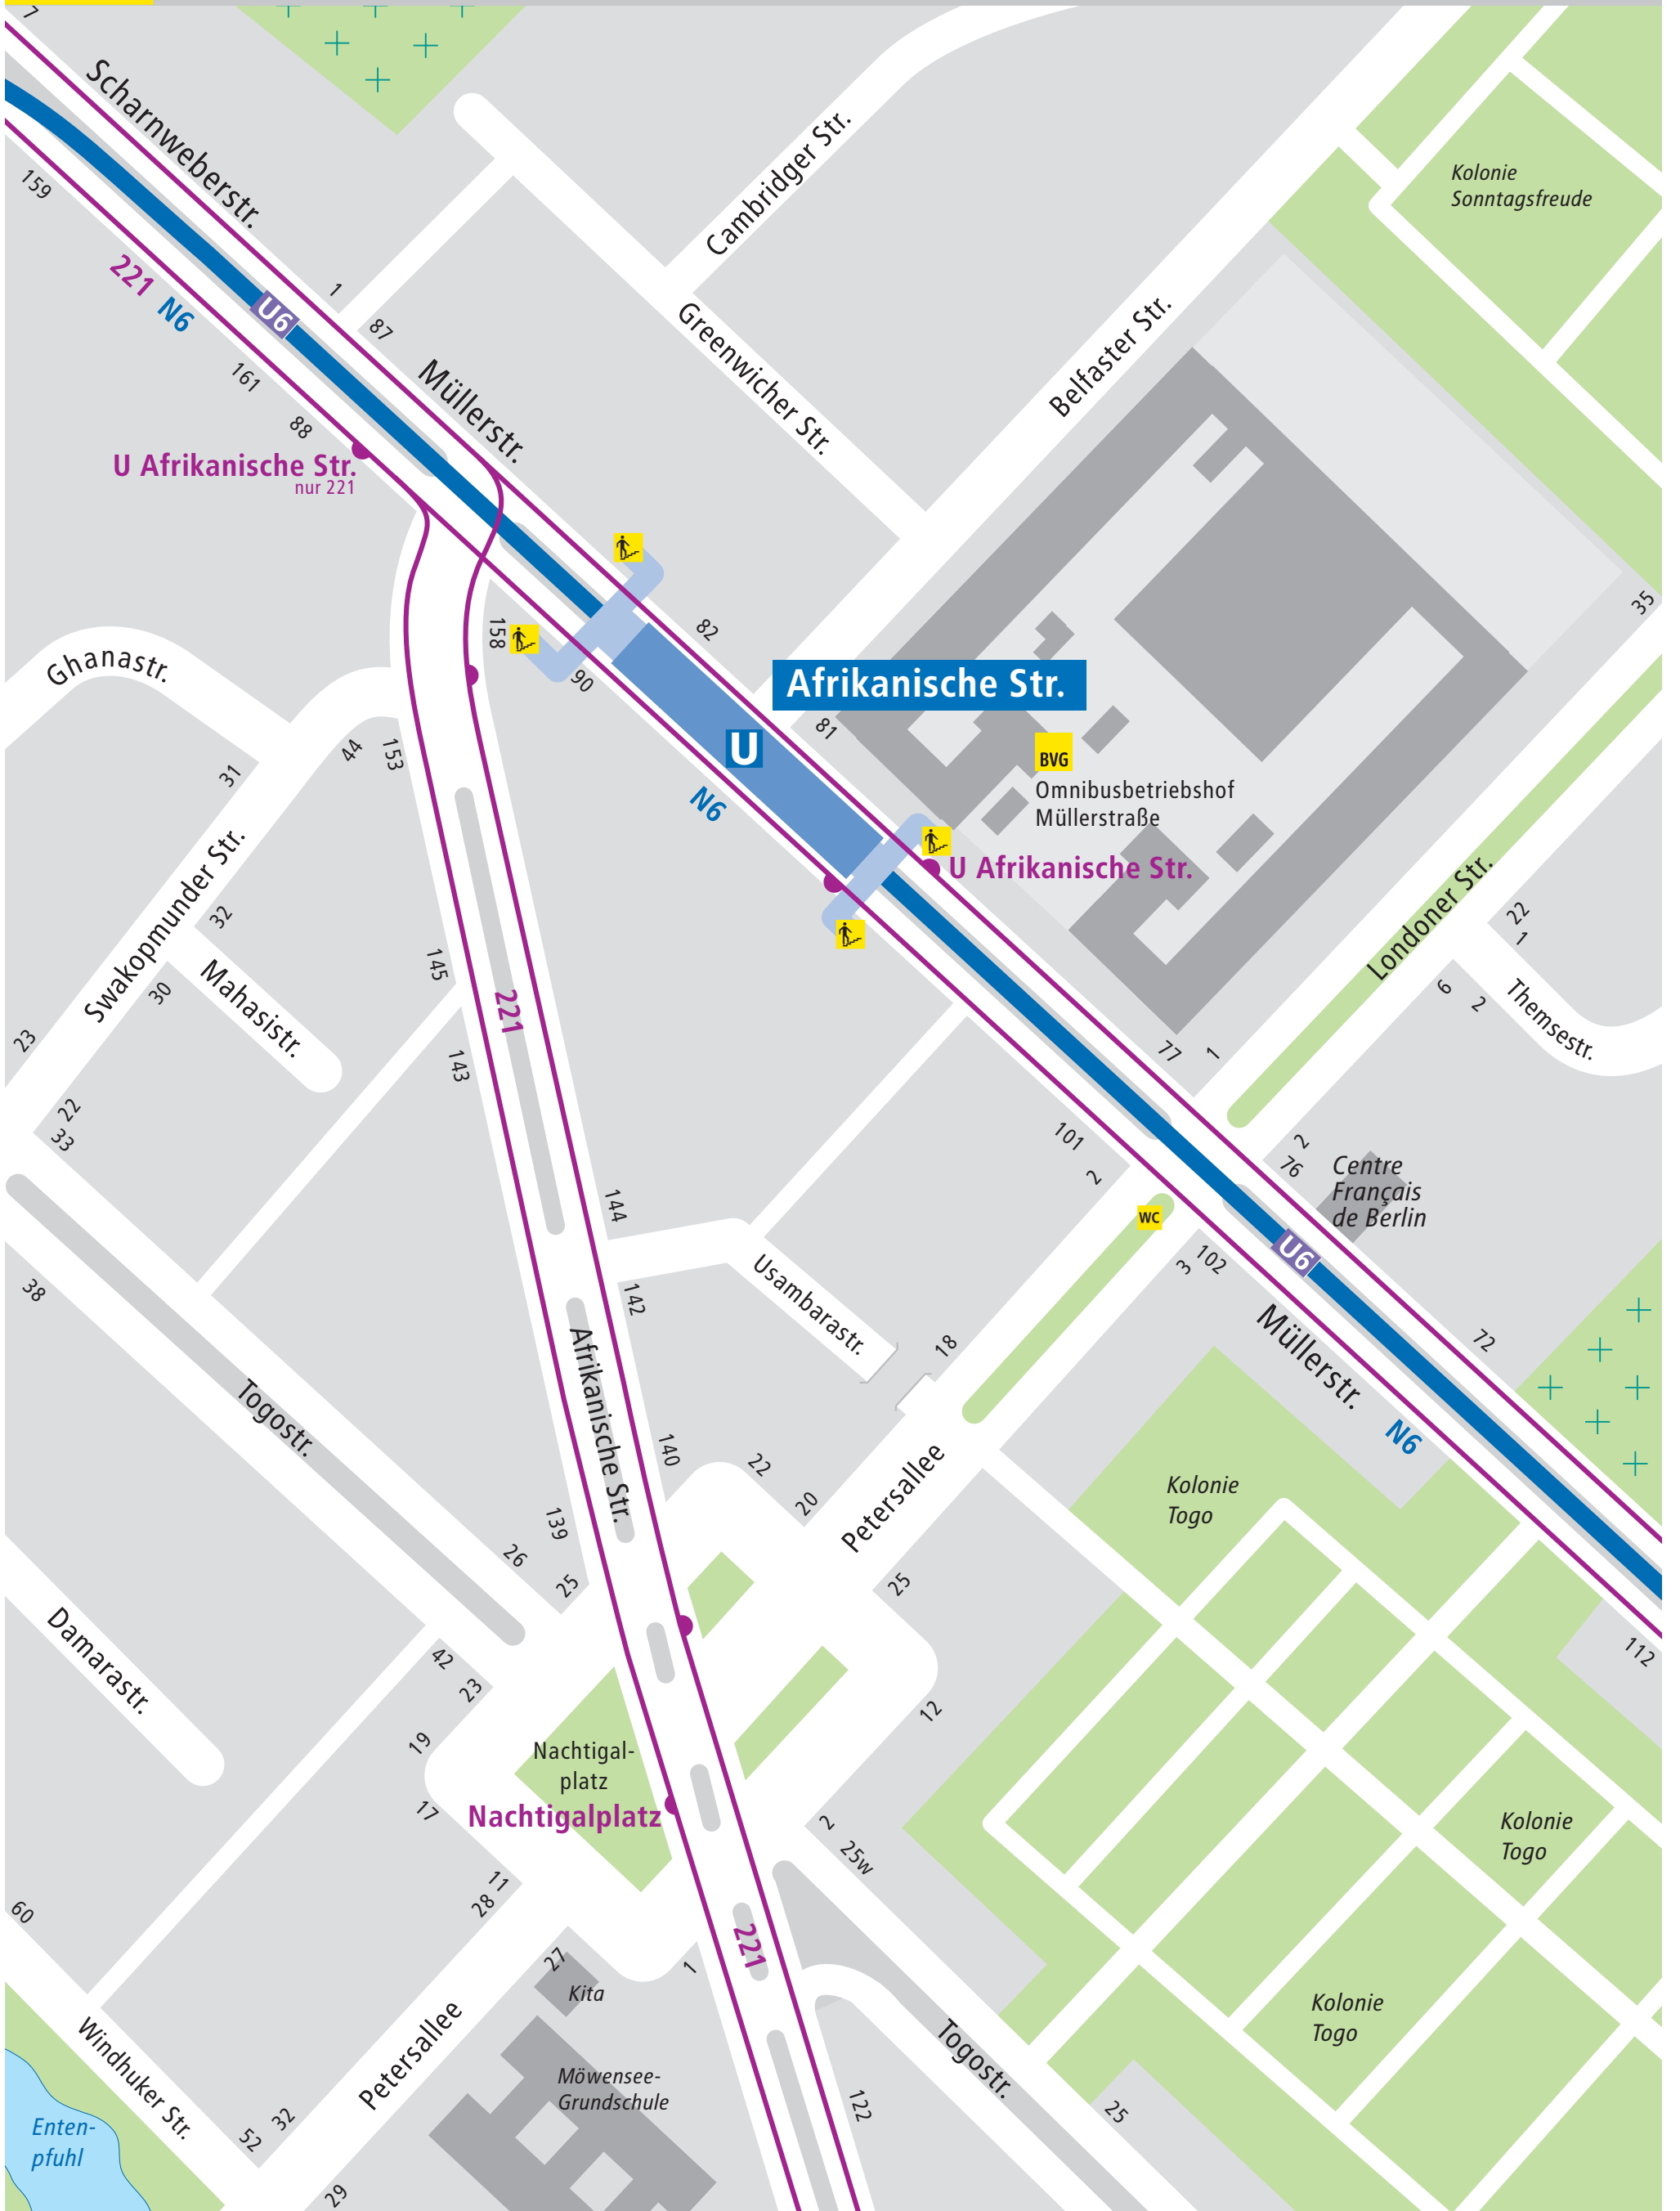 7
Scharnweberstr.
159
221 N6
U6
1
87
161
88
Müllerstr.
U Afrikanische Str.
nur 221
Cambridger Str.
Greenwicher Str.
Belfaster Str.
Kolonie
Sonntagsfreude
35
82
158
90
Ghanastr.
Afrikanische Str.
81
U
N6
BVG
Omnibusbetriebshof
Müllerstraße
U Afrikanische Str.
44
153
31
Swakopmunder Str.
32
30
Mahasistr.
23
22
33
145
221
143
Londoner Str.
22
1
6
2
Themsestr.
77
1
101
2
2
76
Centre
Français
de Berlin
WC
3
102
U6
Müllerstr.
N6
72
144
142
Usambarastr.
18
38
Togostr.
Afrikanische Str.
140
139
22
20
Petersallee
26
25
25
Kolonie
Togo
112
Damarastr.
42
23
19
17
12
Nachtigal-
platz
Nachtigalplatz
2
25w
11
28
60
221
27
1
Kita
Kolonie
Togo
Kolonie
Togo
Windhuker Str.
Petersallee
Möwensee-
Grundschule
Togostr.
122
25
Enten-
pfuhl
52
32
29